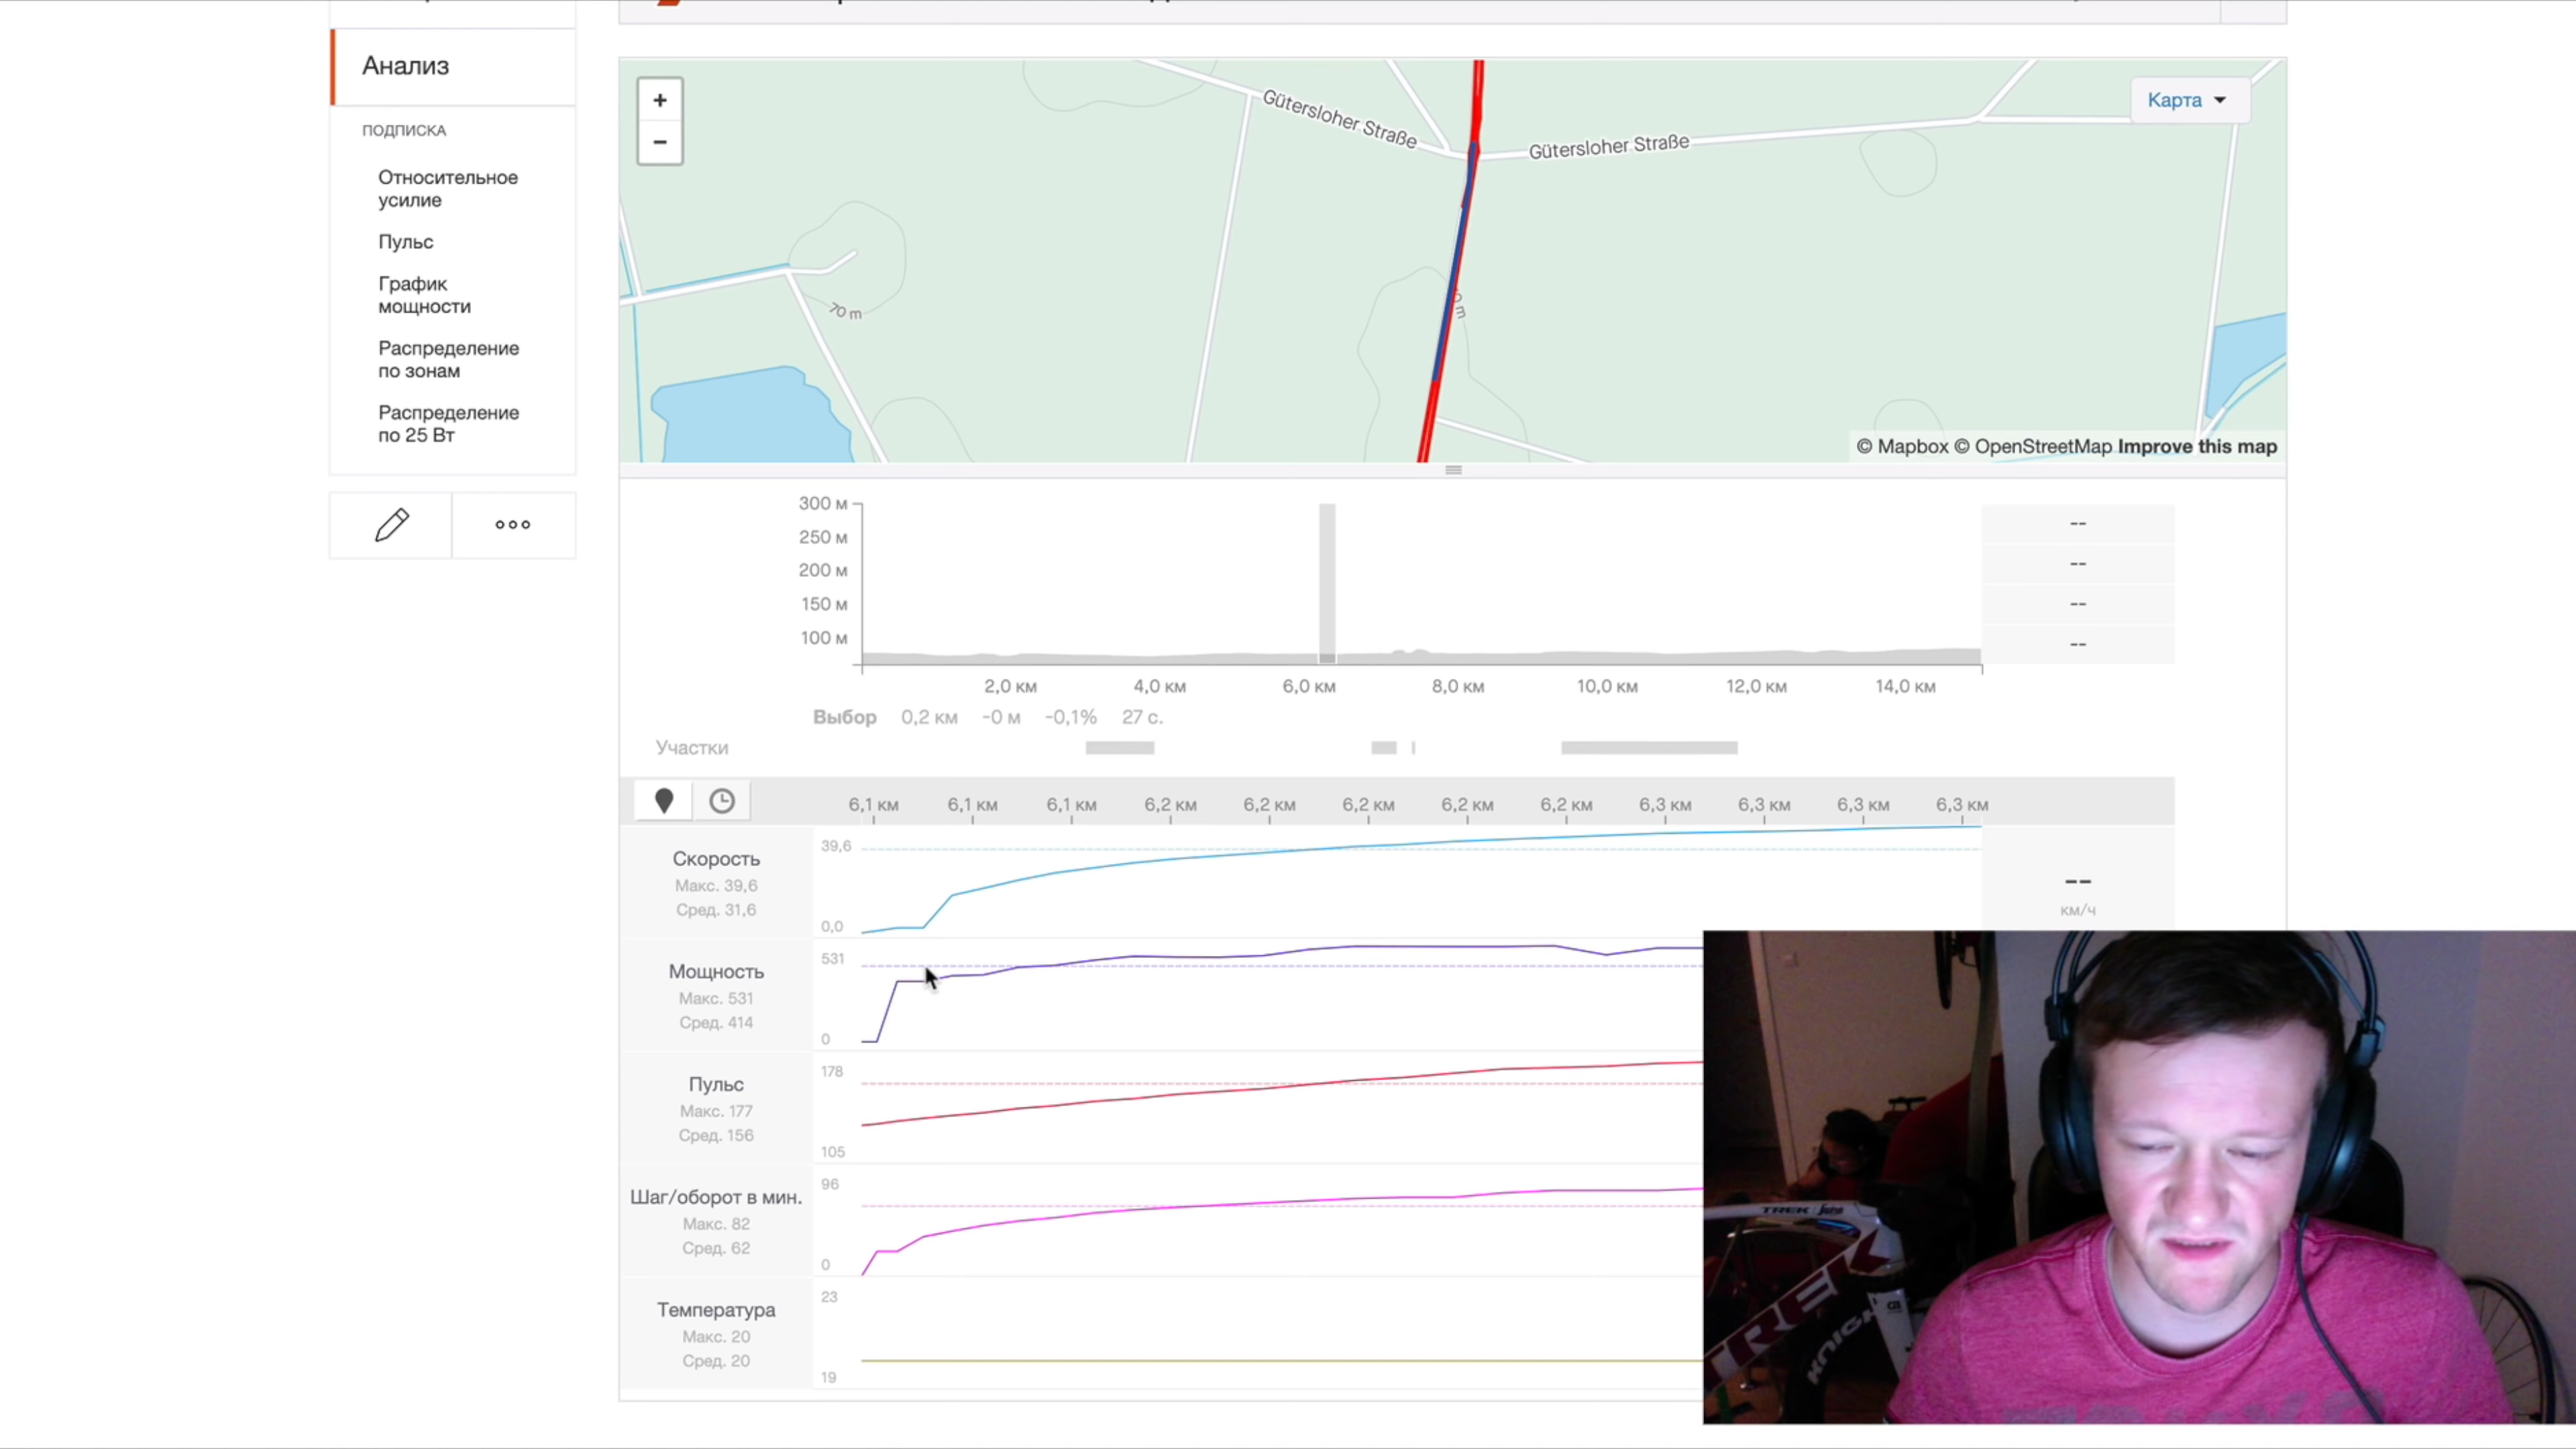 Анализ
ПОДПИСКА
Относительное
усилие
Пульс
График
мощности
Распределение
по зонам
Распределение
по 25 Вт
+
−
Gütersloher Straße
Gütersloher Straße
Карта
70 m
0 m
© Mapbox © OpenStreetMap Improve this map
300 м
250 м
200 м
150 м
100 м
--
--
--
--
2,0 км 4,0 км 6,0 км 8,0 км 10,0 км 12,0 км 14,0 км
Выбор 0,2 км -0 м -0,1% 27 с.
Участки
6,1 км 6,1 км 6,1 км 6,2 км 6,2 км 6,2 км 6,2 км 6,2 км 6,3 км 6,3 км 6,3 км 6,3 км
Скорость
Макс. 39,6
Сред. 31,6
39,6
0,0
--
км/ч
Мощность
Макс. 531
Сред. 414
531
0
Пульс
Макс. 177
Сред. 156
178
105
Шаг/оборот в мин.
Макс. 82
Сред. 62
96
0
Температура
Макс. 20
Сред. 20
23
19
TREK
TREK
KNIGHT